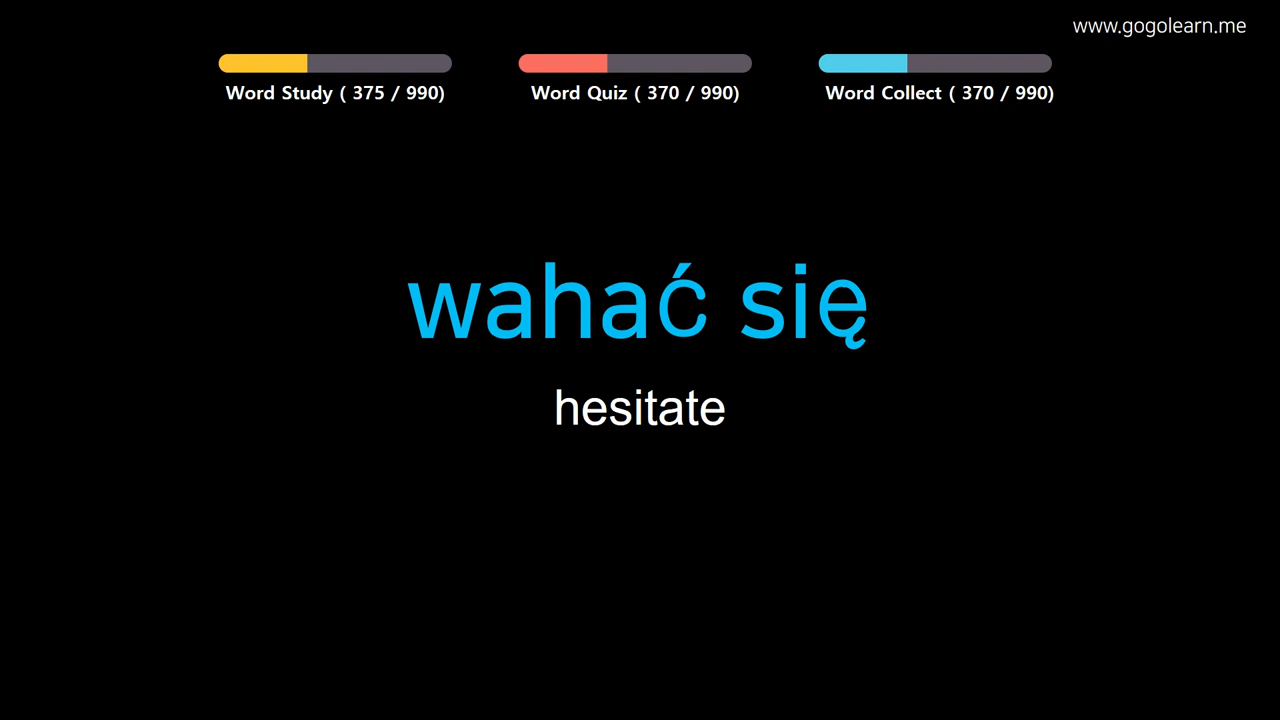 www.gogolearn.me
Word Study ( 375 / 990)
Word Quiz ( 370 / 990)
Word Collect ( 370 / 990)
wahać się
hesitate